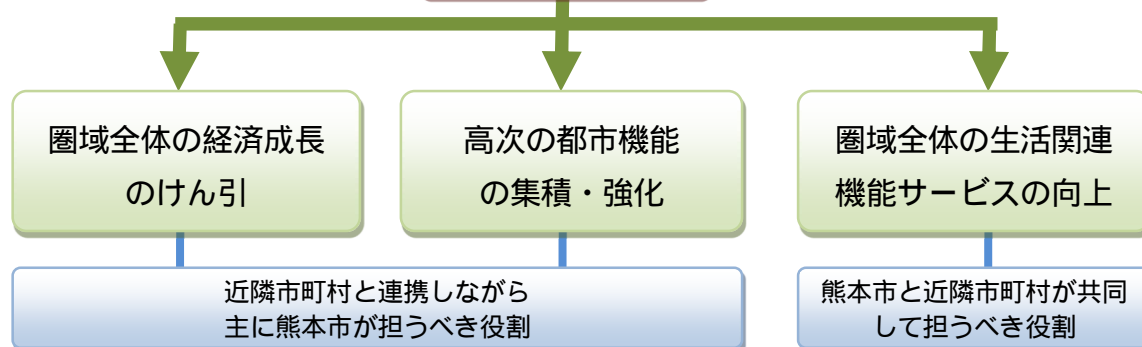 圏域全体の経済成長
のけん引
高次の都市機能
の集積・強化
圏域全体の生活関連
機能サービスの向上
近隣市町村と連携しながら
主に熊本市が担うべき役割
熊本市と近隣市町村が共同
して担うべき役割